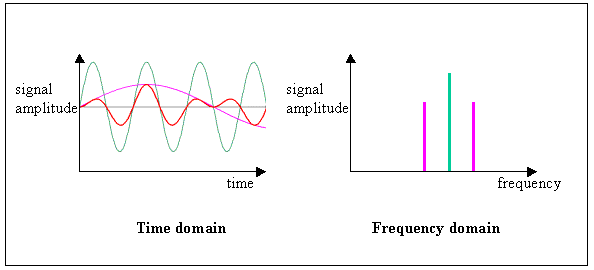 signal
amplitude
time
Time domain
signal
amplitude
frequency
Frequency domain